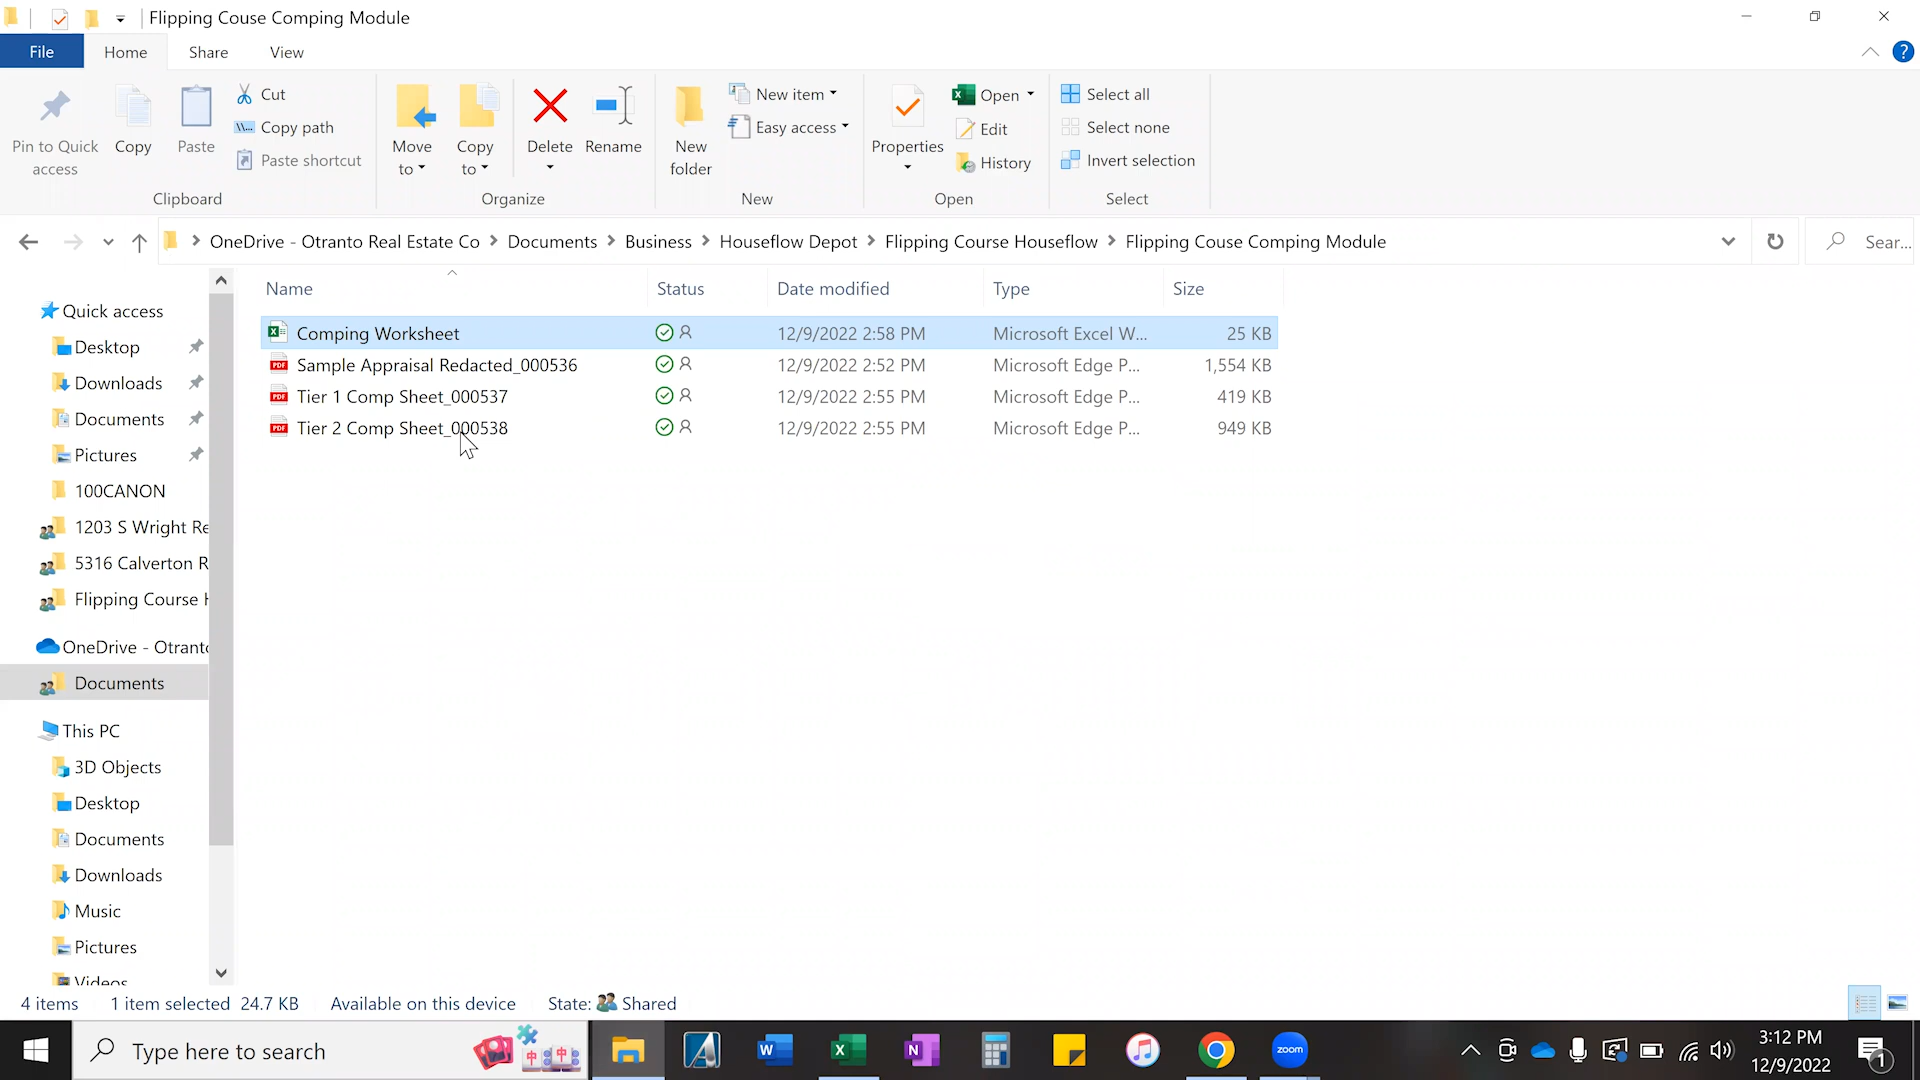 Flipping Couse Comping Module
File Home Share View
Pin to Quick access
Copy
Paste
Cut
Copy path
Paste shortcut
Clipboard
Move to
Copy to
Delete
Rename
Organize
New folder
New item
Easy access
New
Properties
Open
Edit
History
Open
Select all
Select none
Invert selection
Select
OneDrive - Otranto Real Estate Co > Documents > Business > Houseflow Depot > Flipping Course Houseflow > Flipping Couse Comping Module
Sear...
Name Status Date modified Type Size
Comping Worksheet 12/9/2022 2:58 PM Microsoft Excel W... 25 KB
Sample Appraisal Redacted_000536 12/9/2022 2:52 PM Microsoft Edge P... 1,554 KB
Tier 1 Comp Sheet_000537 12/9/2022 2:55 PM Microsoft Edge P... 419 KB
Tier 2 Comp Sheet_000538 12/9/2022 2:55 PM Microsoft Edge P... 949 KB
Quick access
Desktop
Downloads
Documents
Pictures
100CANON
1203 S Wright Re
5316 Calverton R
Flipping Course H
OneDrive - Otranto
Documents
This PC
3D Objects
Desktop
Documents
Downloads
Music
Pictures
Videos
4 items 1 item selected 24.7 KB Available on this device State: Shared
Type here to search
zoom
3:12 PM
12/9/2022
1